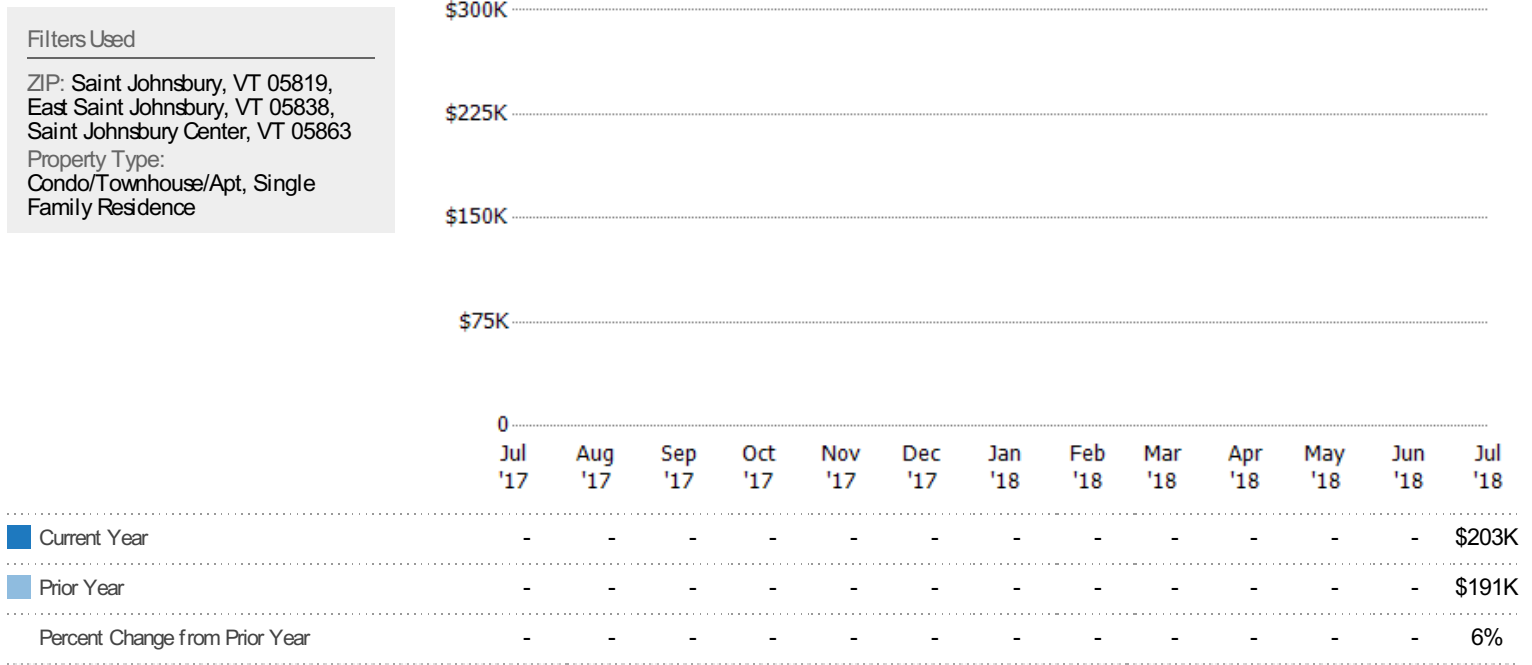 Filters Used
ZIP: Saint Johnsbury, VT 05819,
East Saint Johnsbury, VT 05838,
Saint Johnsbury Center, VT 05863
Property Type:
Condo/Townhouse/Apt, Single
Family Residence
$300K
$225K
$150K
$75K
0
Jul Aug Sep Oct Nov Dec Jan Feb Mar Apr May Jun Jul
'17 '17 '17 '17 '17 '17 '18 '18 '18 '18 '18 '18 '18
Current Year - - - - - - - - - - - - $203K
Prior Year - - - - - - - - - - - - $191K
Percent Change from Prior Year - - - - - - - - - - - - 6%